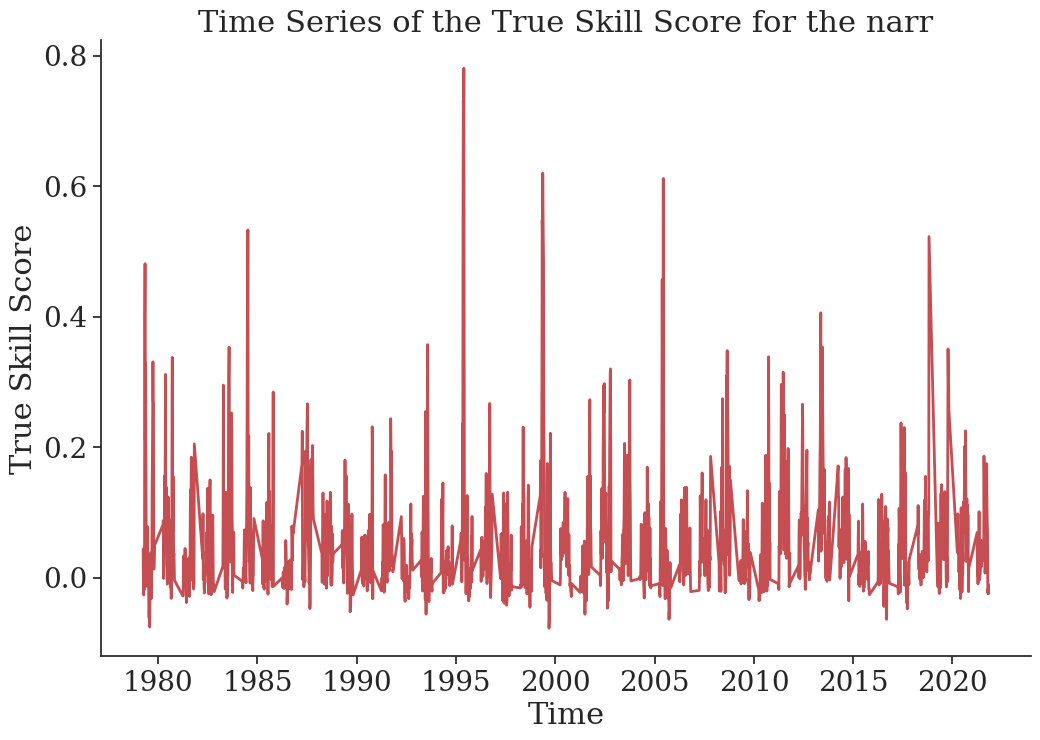 Time Series of the True Skill Score for the narr
True Skill Score
0.8
0.6
0.4
0.2
0.0
1980 1985 1990 1995 2000 2005 2010 2015 2020
Time